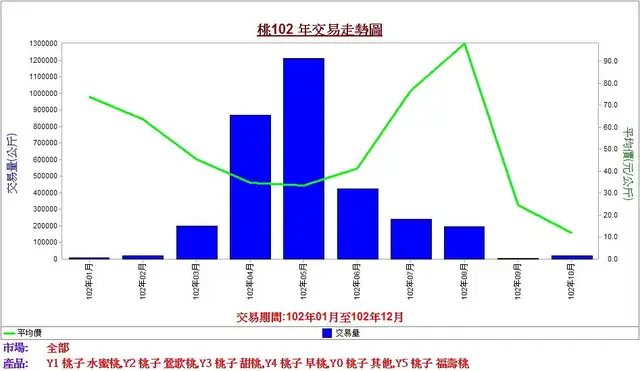 桃102 年交易走勢圖
交易量(公斤)
平均價(元/公斤)
1300000
1200000
1100000
1000000
900000
800000
700000
600000
500000
400000
300000
200000
100000
0
90.0
80.0
70.0
60.0
50.0
40.0
30.0
20.0
10.0
0.0
102年01月
102年02月
102年03月
102年04月
102年05月
102年06月
102年07月
102年08月
102年09月
102年10月
交易期間:102年01月至102年12月
平均價 交易量
市場: 全部
產品: Y1 桃子 水蜜桃,Y2 桃子 鶯歌桃,Y3 桃子 甜桃,Y4 桃子 早桃,Y0 桃子 其他,Y5 桃子 福壽桃